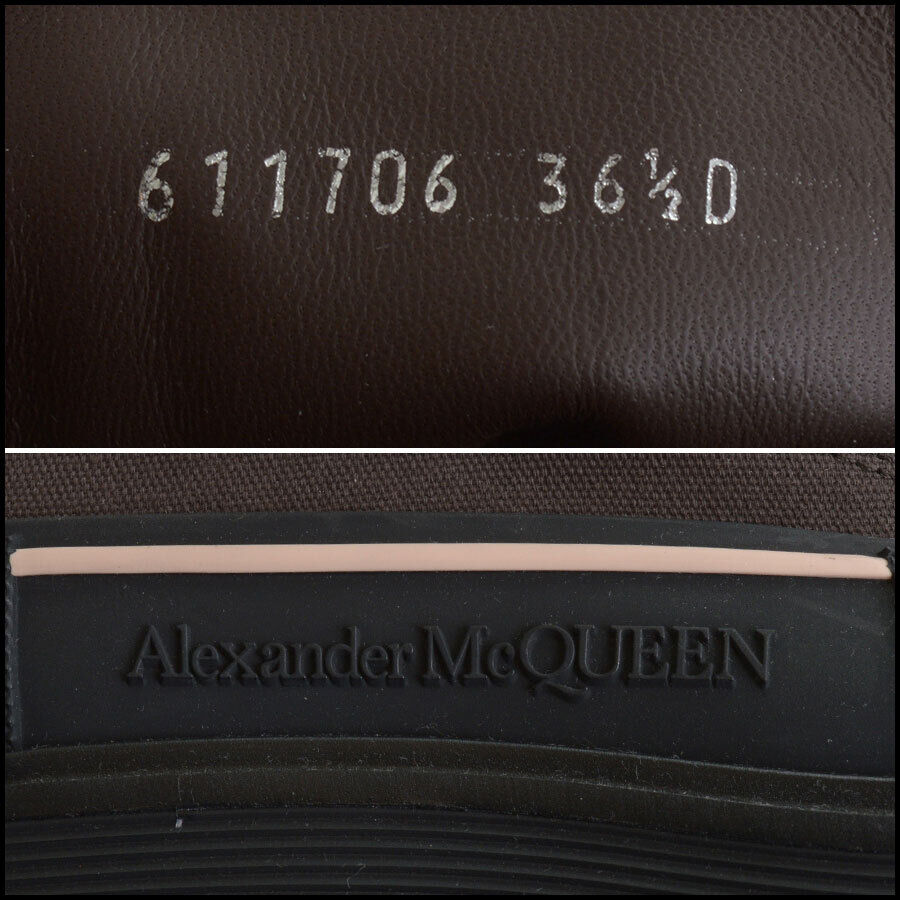 611706 36½D
Alexander McQUEEN